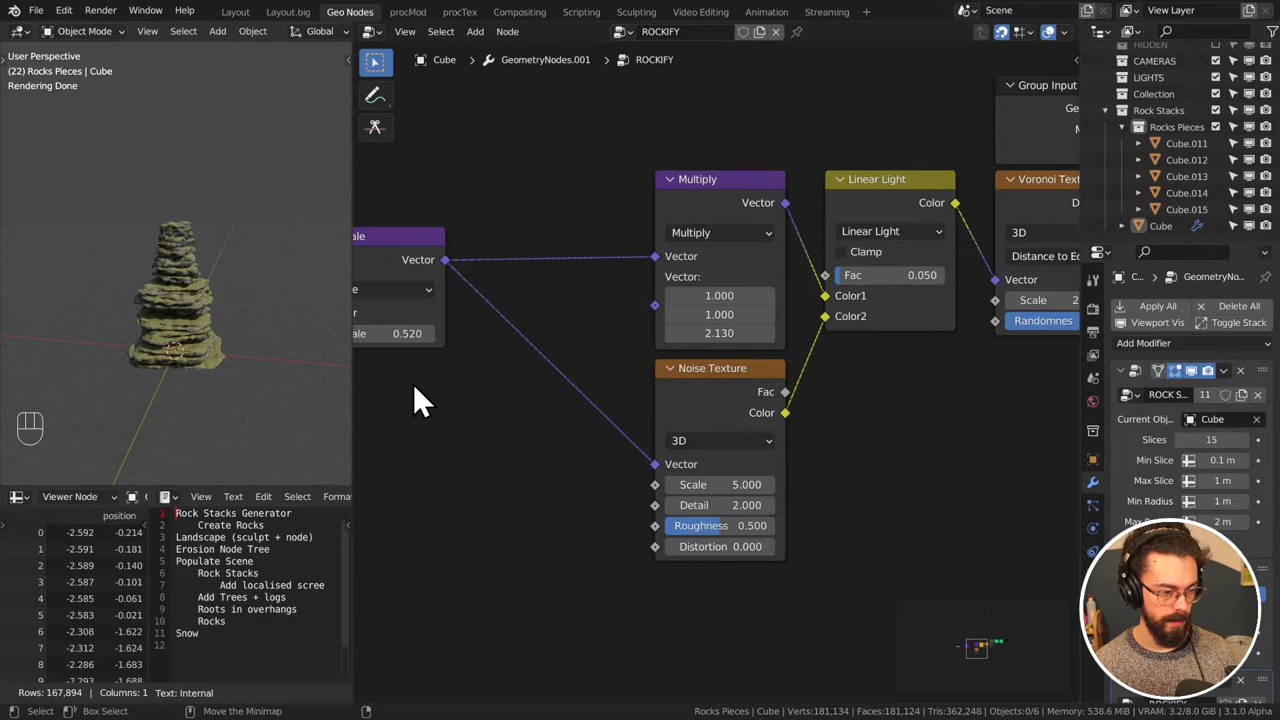 File Edit Render Window Help Layout Layout.big Geo Nodes procMod procTex Compositing Scripting Sculpting Video Editing Animation Streaming Scene View Layer
Object Mode View Select Add Object Global View Select Add Node ROCKIFY
User Perspective
(22) Rocks Pieces | Cube
Rendering Done
Cube GeometryNodes.001 ROCKIFY
HIDDEN
CAMERAS
LIGHTS
Collection
Rock Stacks
Rocks Pieces
Cube.011
Cube.012
Cube.013
Cube.014
Cube.015
Cube
Group Input
Ge
M
ale
Vector
e
or
ale 0.520
Multiply
Vector
Multiply
Vector
Vector:
1.000
1.000
2.130
Linear Light
Color
Linear Light
Clamp
Fac 0.050
Color1
Color2
Voronoi Text
D
3D
Distance to Ed
Vector
Scale 2
Randomnes
Noise Texture
Fac
Color
3D
Vector
Scale 5.000
Detail 2.000
Roughness 0.500
Distortion 0.000
C... GeometryNo...
Apply All Delete All
Viewport Vis Toggle Stack
Add Modifier
ROCK S... 11
Current Obj... Cube
Slices 15
Min Slice 0.1 m
Max Slice 1 m
Min Radius 1 m
Max R 2 m
Viewer Node View Text Edit Select Forma
position
0 -2.592 -0.214
1 -2.591 -0.181
2 -2.589 -0.140
3 -2.587 -0.101
4 -2.585 -0.061
5 -2.583 -0.021
6 -2.308 -1.622
7 -2.312 -1.624
8 -2.286 -1.683
9 -2.293 -1.688
Rows: 167,894 | Columns: 1
1 Rock Stacks Generator
2 Create Rocks
3 Landscape (sculpt + node)
4 Erosion Node Tree
5 Populate Scene
6 Rock Stacks
7 Add localised scree
8 Add Trees + logs
9 Roots in overhangs
10 Rocks
11 Snow
12
Text: Internal
Select Box Select Move the Minimap Rocks Pieces | Cube | Verts:181,134 | Faces:181,124 | Tris:362,248 | Objects:0/6 | Memory: 538.6 MiB | VRAM: 3.2/8.0 GiB | 3.1.0 Alpha